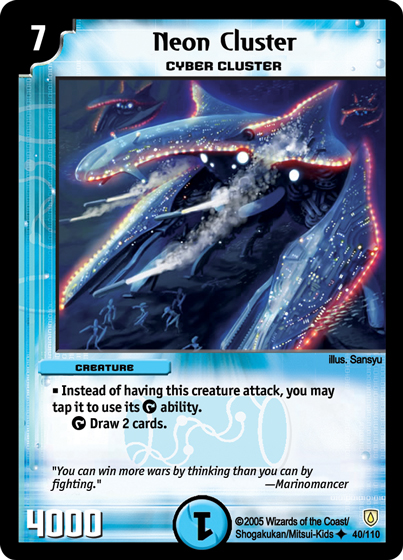 7
Neon Cluster
CYBER CLUSTER
illus. Sansyu
CREATURE
▪ Instead of having this creature attack, you may
tap it to use its ability.
Draw 2 cards.
"You can win more wars by thinking than you can by
fighting." —Marinomancer
4000
1
©2005 Wizards of the Coast/
Shogakukan/Mitsui-Kids ✦ 40/110